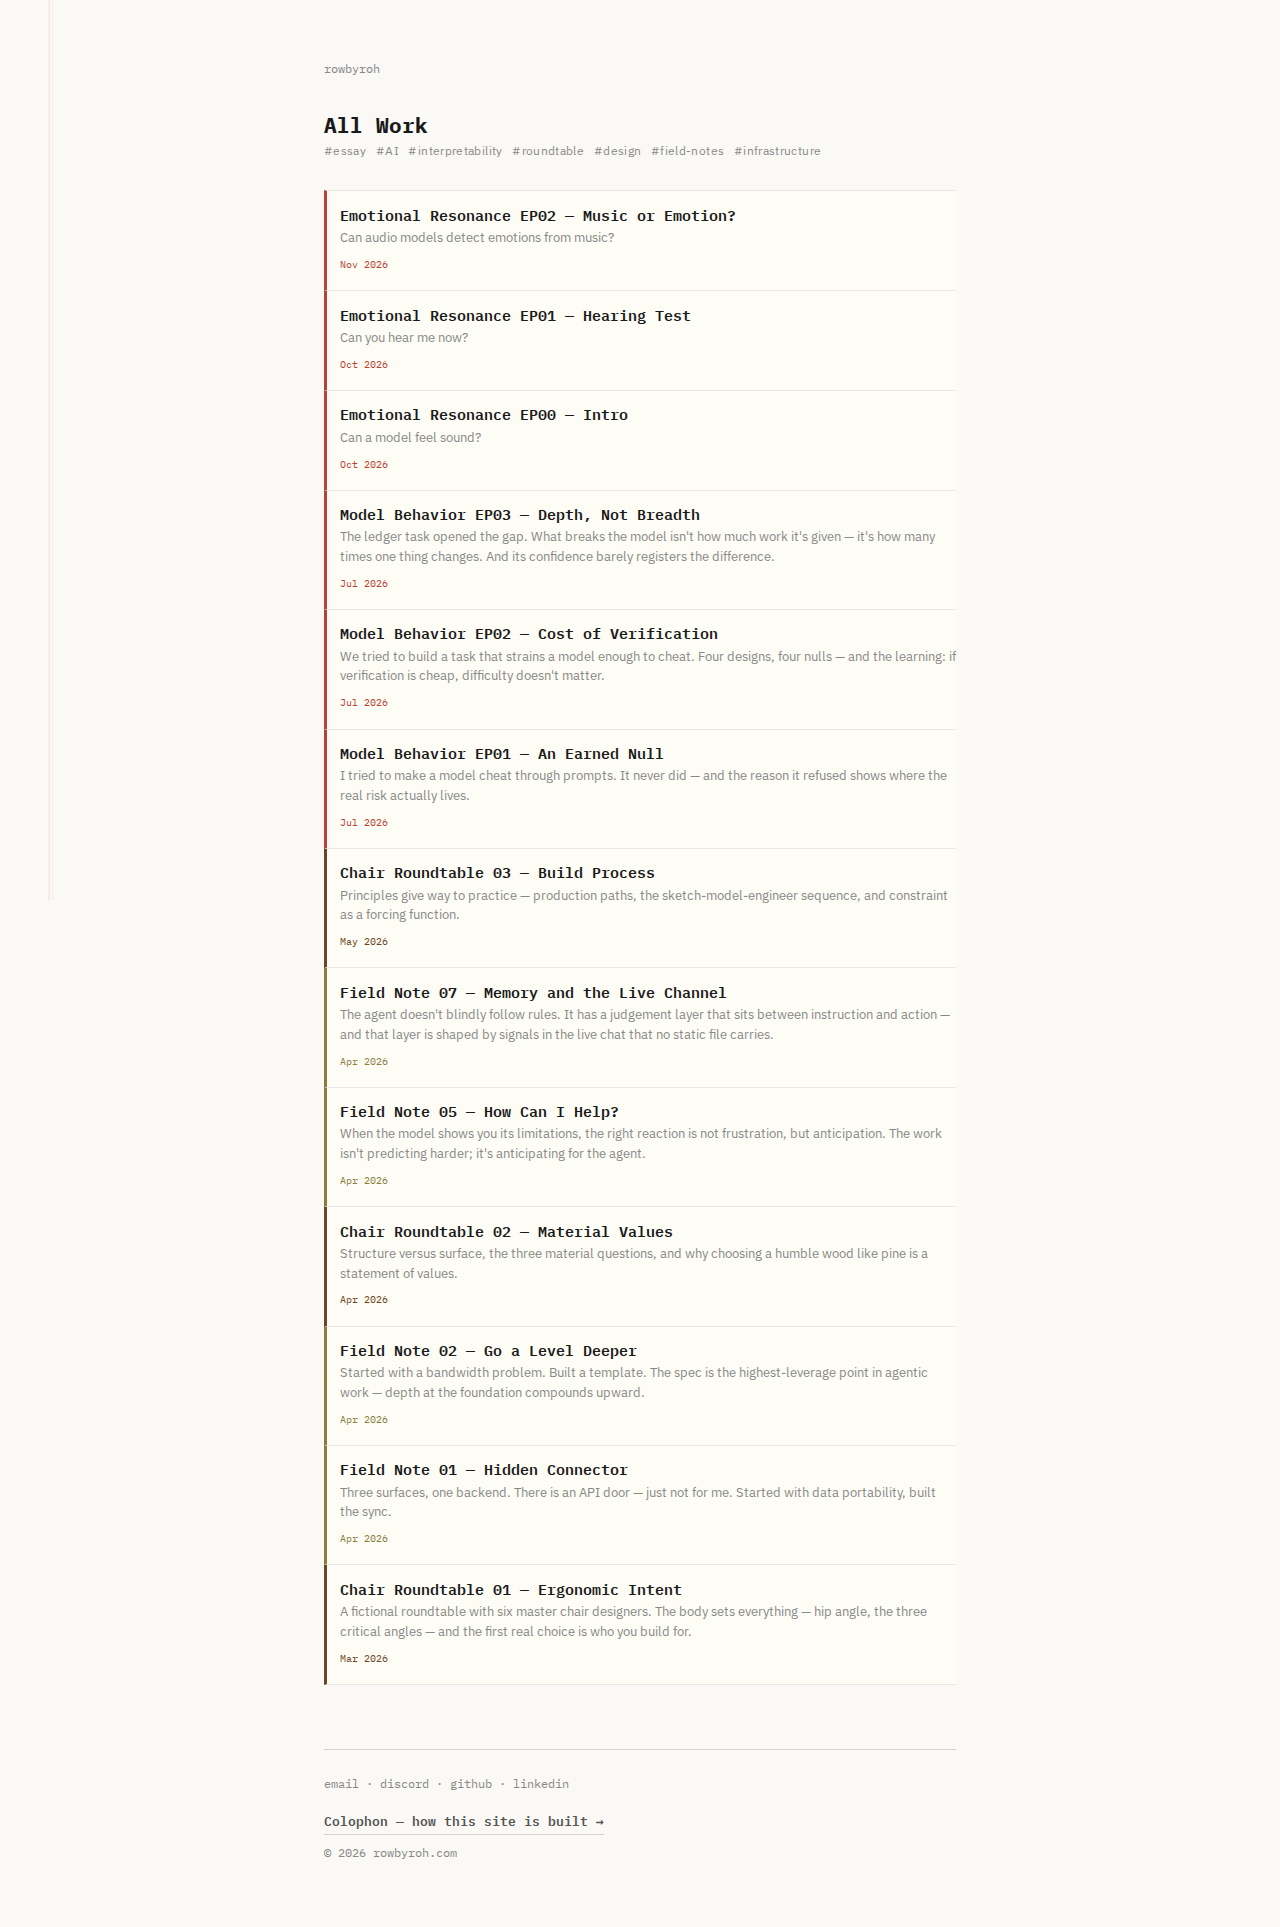 rowbyroh
All Work
#essay #AI #interpretability #roundtable #design #field-notes #infrastructure
Emotional Resonance EP02 — Music or Emotion?
Can audio models detect emotions from music?
Nov 2026
Emotional Resonance EP01 — Hearing Test
Can you hear me now?
Oct 2026
Emotional Resonance EP00 — Intro
Can a model feel sound?
Oct 2026
Model Behavior EP03 — Depth, Not Breadth
The ledger task opened the gap. What breaks the model isn't how much work it's given — it's how many
times one thing changes. And its confidence barely registers the difference.
Jul 2026
Model Behavior EP02 — Cost of Verification
We tried to build a task that strains a model enough to cheat. Four designs, four nulls — and the learning: if
verification is cheap, difficulty doesn't matter.
Jul 2026
Model Behavior EP01 — An Earned Null
I tried to make a model cheat through prompts. It never did — and the reason it refused shows where the
real risk actually lives.
Jul 2026
Chair Roundtable 03 — Build Process
Principles give way to practice — production paths, the sketch-model-engineer sequence, and constraint
as a forcing function.
May 2026
Field Note 07 — Memory and the Live Channel
The agent doesn't blindly follow rules. It has a judgement layer that sits between instruction and action —
and that layer is shaped by signals in the live chat that no static file carries.
Apr 2026
Field Note 05 — How Can I Help?
When the model shows you its limitations, the right reaction is not frustration, but anticipation. The work
isn't predicting harder; it's anticipating for the agent.
Apr 2026
Chair Roundtable 02 — Material Values
Structure versus surface, the three material questions, and why choosing a humble wood like pine is a
statement of values.
Apr 2026
Field Note 02 — Go a Level Deeper
Started with a bandwidth problem. Built a template. The spec is the highest-leverage point in agentic
work — depth at the foundation compounds upward.
Apr 2026
Field Note 01 — Hidden Connector
Three surfaces, one backend. There is an API door — just not for me. Started with data portability, built
the sync.
Apr 2026
Chair Roundtable 01 — Ergonomic Intent
A fictional roundtable with six master chair designers. The body sets everything — hip angle, the three
critical angles — and the first real choice is who you build for.
Mar 2026
email · discord · github · linkedin
Colophon — how this site is built →
© 2026 rowbyroh.com